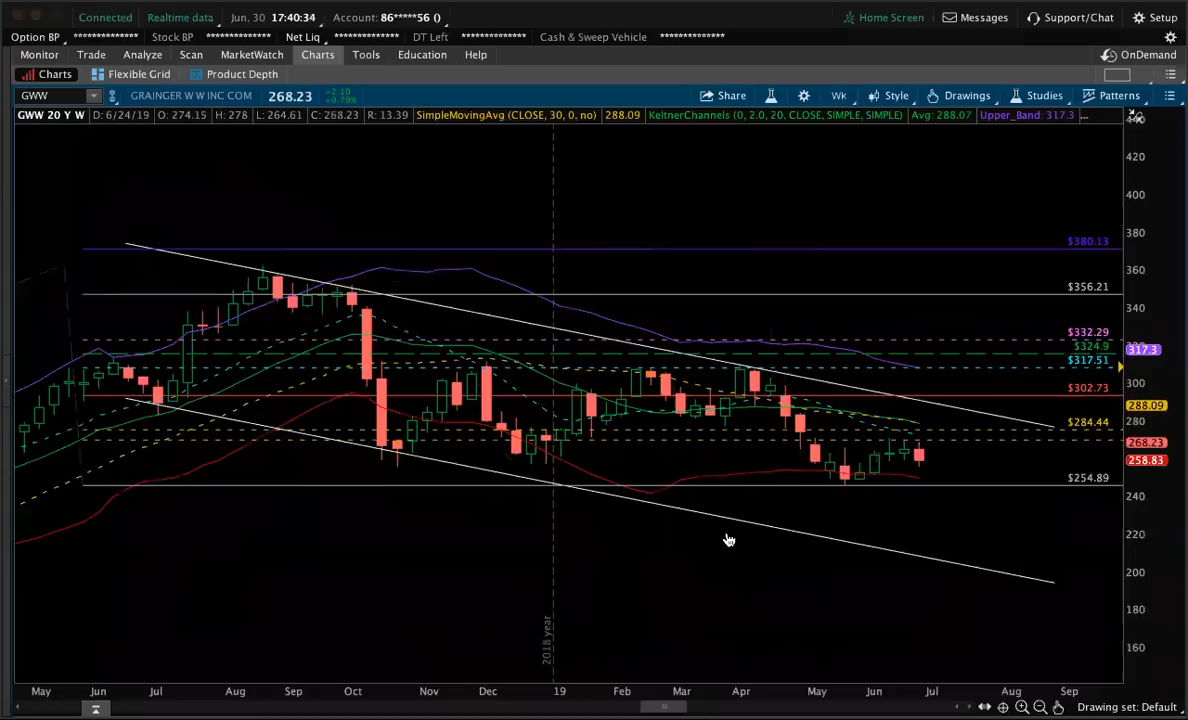 Connected Realtime data Jun, 30 17:40:34 Account: 86*****56 () Home Screen Messages Support/Chat Setup
Option BP ************** Stock BP ************** Net Liq ************** DT Left ************** Cash & Sweep Vehicle **************
Monitor Trade Analyze Scan MarketWatch Charts Tools Education Help OnDemand
Charts Flexible Grid Product Depth
GWW GRAINGER W W INC COM 268.23 +2.10 +0.79% Share Wk Style Drawings Studies Patterns
GWW 20 Y W D: 6/24/19 O: 274.15 H: 278 L: 264.61 C: 268.23 R: 13.39 SimpleMovingAvg (CLOSE, 30, 0, no) 288.09 KeltnerChannels (0, 2.0, 20, CLOSE, SIMPLE, SIMPLE) Avg: 288.07 Upper_Band: 317.3 ...
420
400
380
$380.13
360
$356.21
340
$332.29
$324.9
317.3
$317.51
300
$302.73
288.09
280
$284.44
268.23
258.83
$254.89
240
220
200
180
160
2018 year
May Jun Jul Aug Sep Oct Nov Dec 19 Feb Mar Apr May Jun Jul Aug Sep
Drawing set: Default